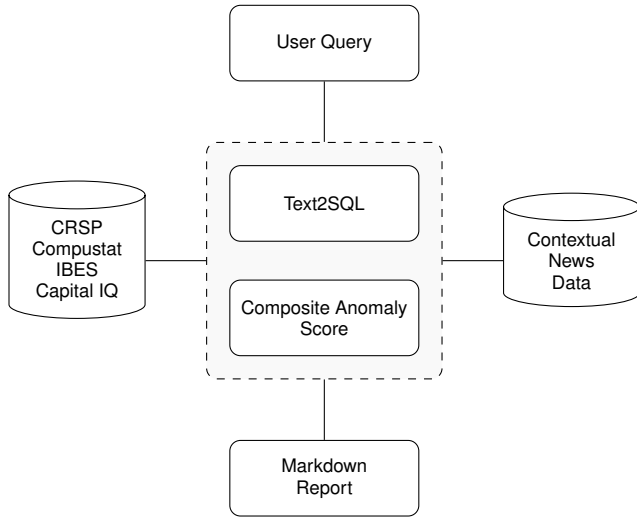 User Query
Text2SQL
CRSP
Compustat
IBES
Capital IQ
Contextual
News
Data
Composite Anomaly
Score
Markdown
Report